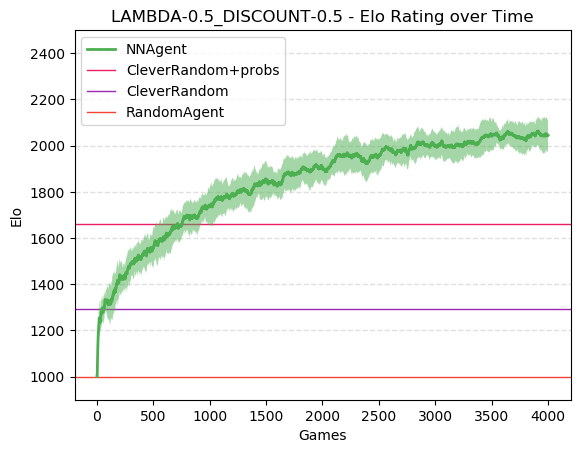 LAMBDA-0.5_DISCOUNT-0.5 - Elo Rating over Time
NNAgent
CleverRandom+probs
CleverRandom
RandomAgent
Elo
2400
2200
2000
1800
1600
1400
1200
1000
0 500 1000 1500 2000 2500 3000 3500 4000
Games